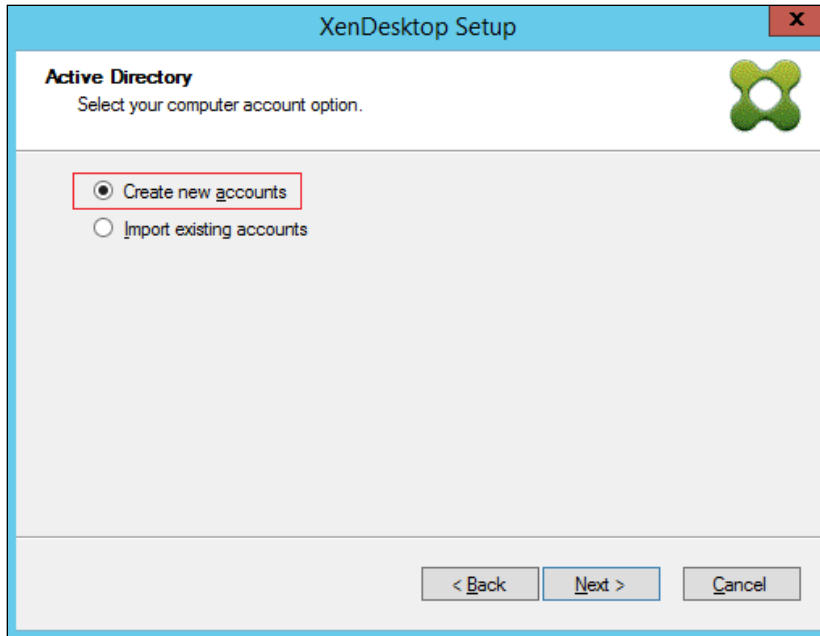 XenDesktop Setup
x
Active Directory
Select your computer account option.
Create new accounts
Import existing accounts
< Back Next > Cancel